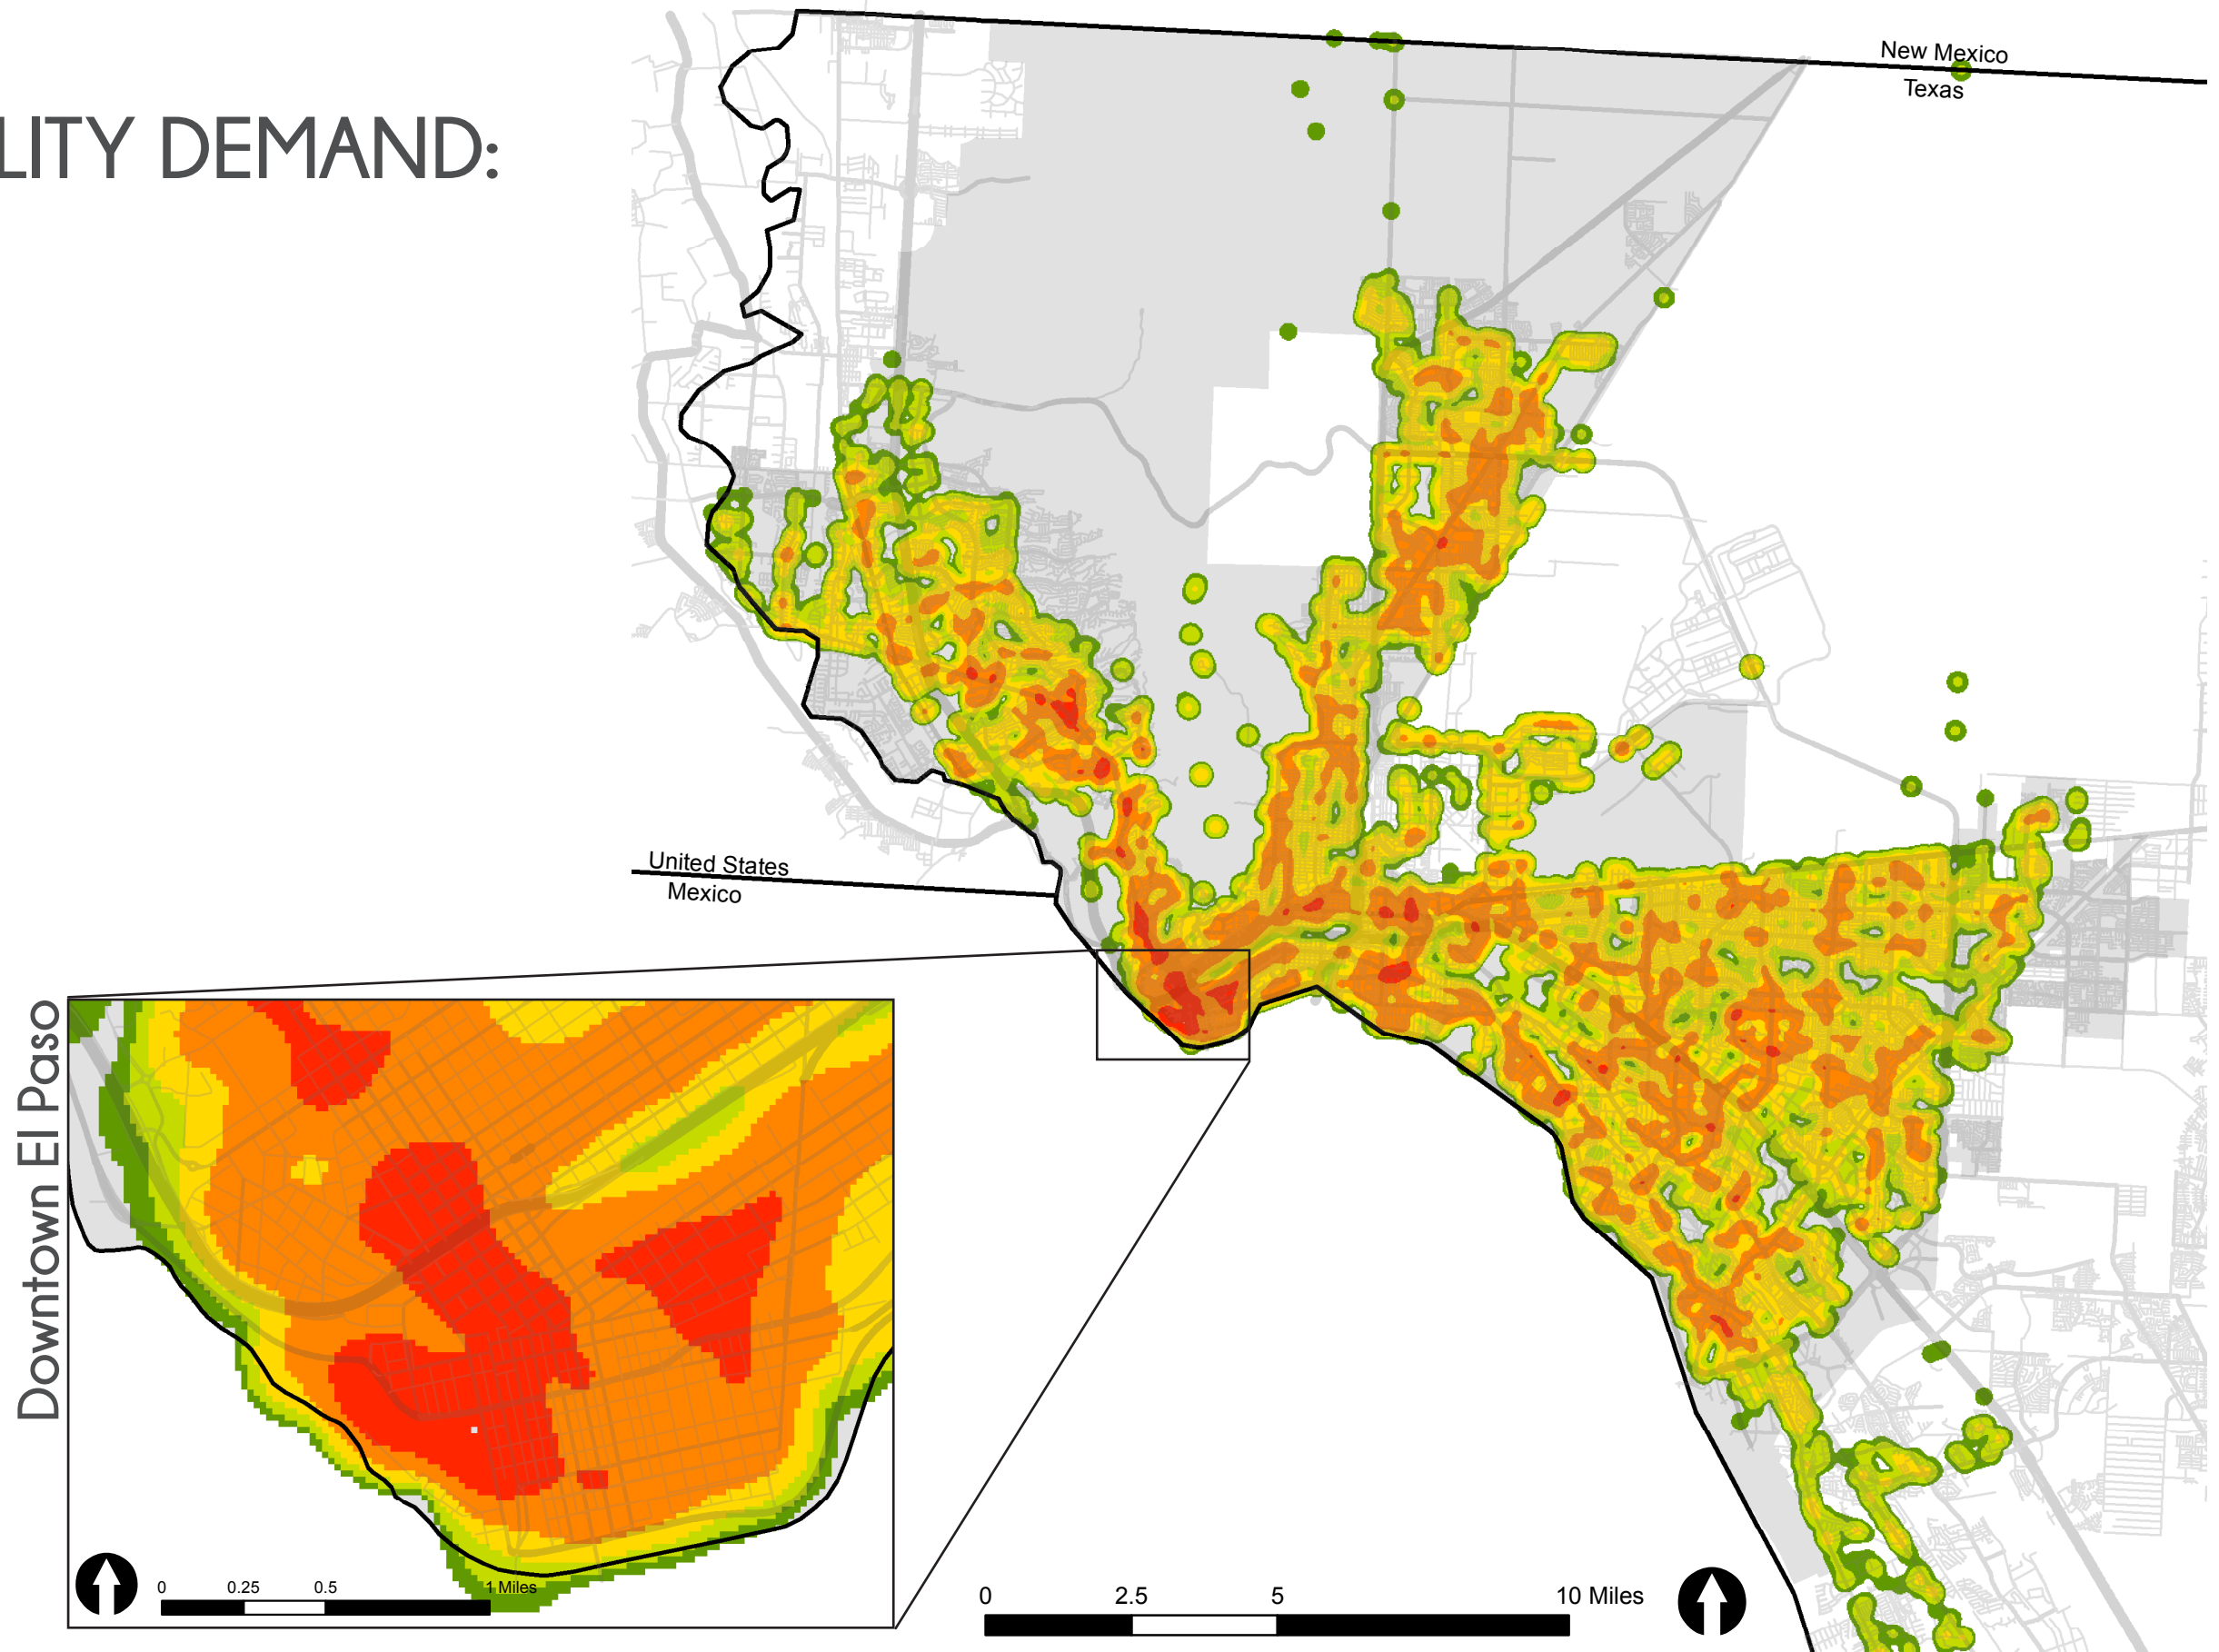 LITY DEMAND:
New Mexico
Texas
United States
Mexico
Downtown El Paso
0 0.25 0.5 1 Miles
0 2.5 5 10 Miles